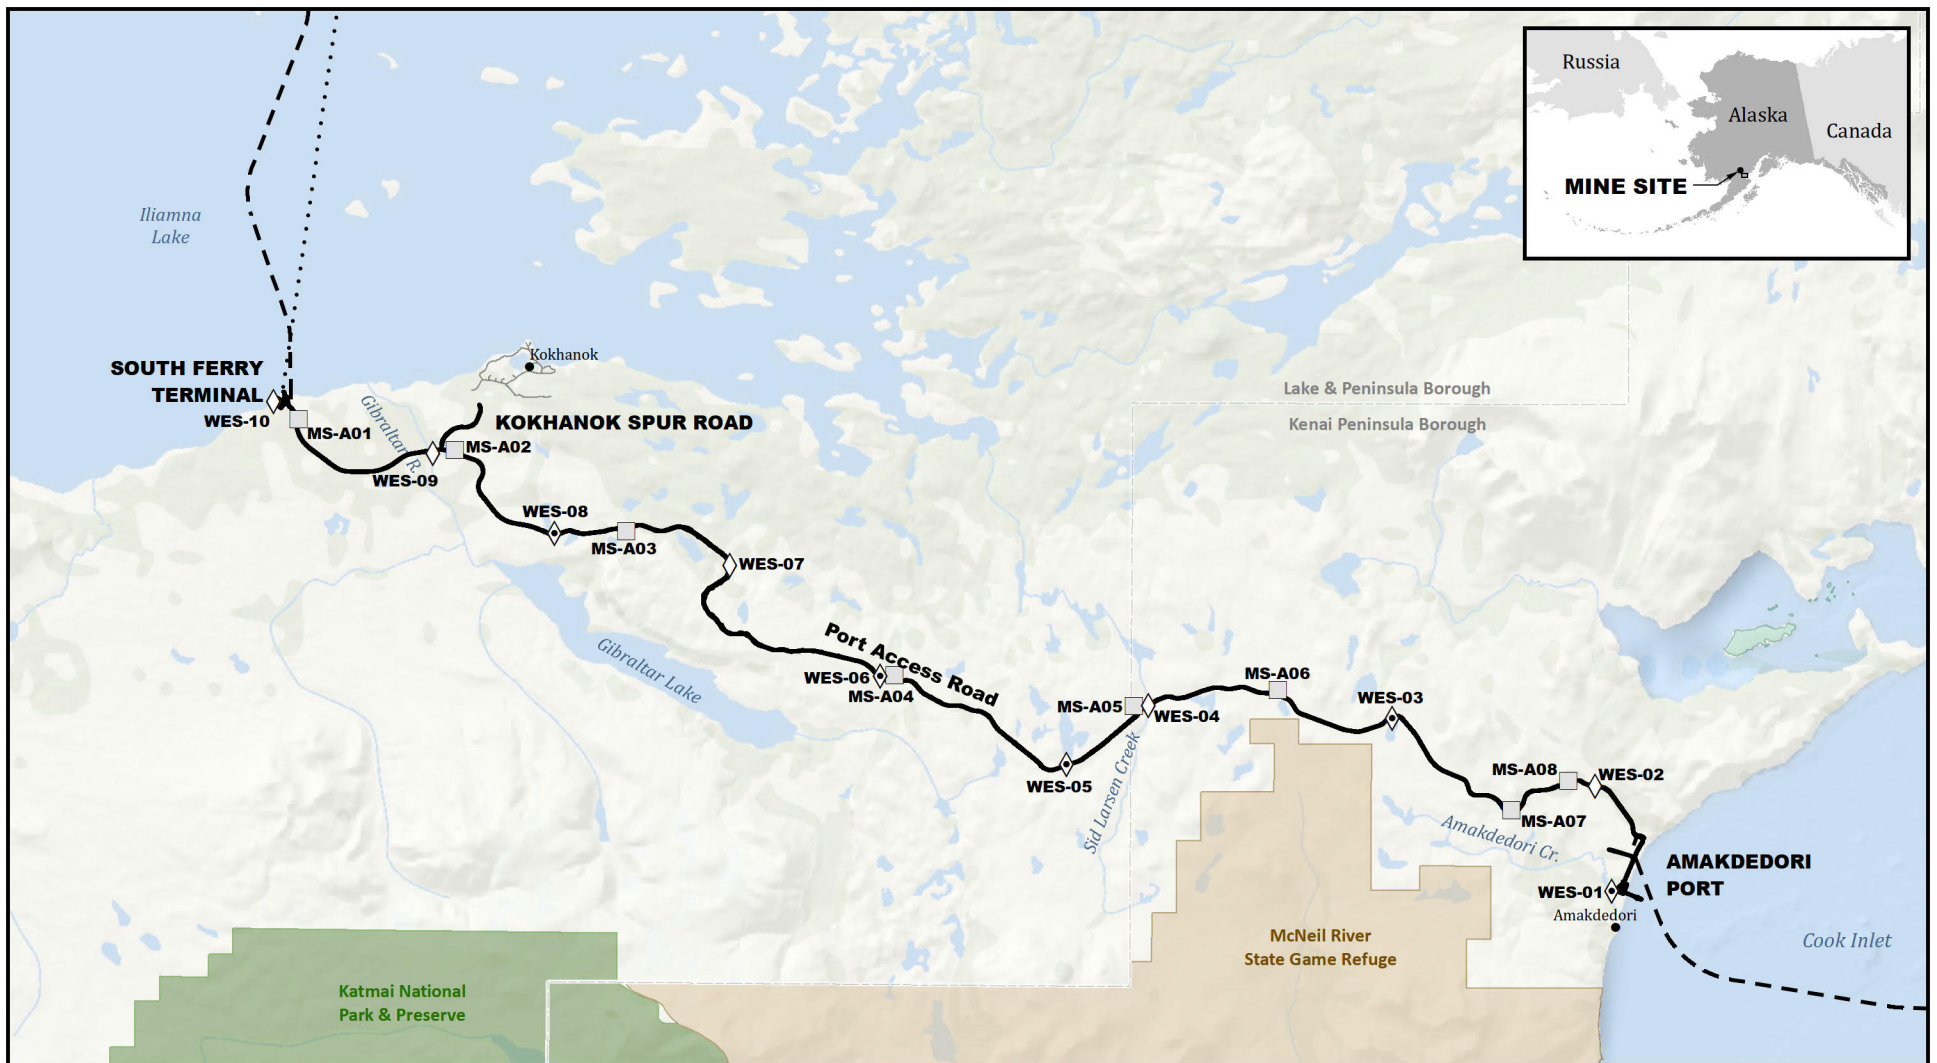 Russia
Alaska
Canada
MINE SITE
Iliamna
Lake
Kokhanok
SOUTH FERRY
TERMINAL
WES-10
MS-A01
Gibraltar R.
KOKHANOK SPUR ROAD
MS-A02
WES-09
Lake & Peninsula Borough
Kenai Peninsula Borough
WES-08
MS-A03
WES-07
Port Access Road
Gibraltar Lake
WES-06
MS-A04
MS-A05
WES-04
MS-A06
WES-03
WES-05
Sid Larsen Creek
MS-A08
WES-02
MS-A07
Amakdedori Cr.
AMAKDEDORI
PORT
WES-01
Amakdedori
Cook Inlet
McNeil River
State Game Refuge
Katmai National
Park & Preserve